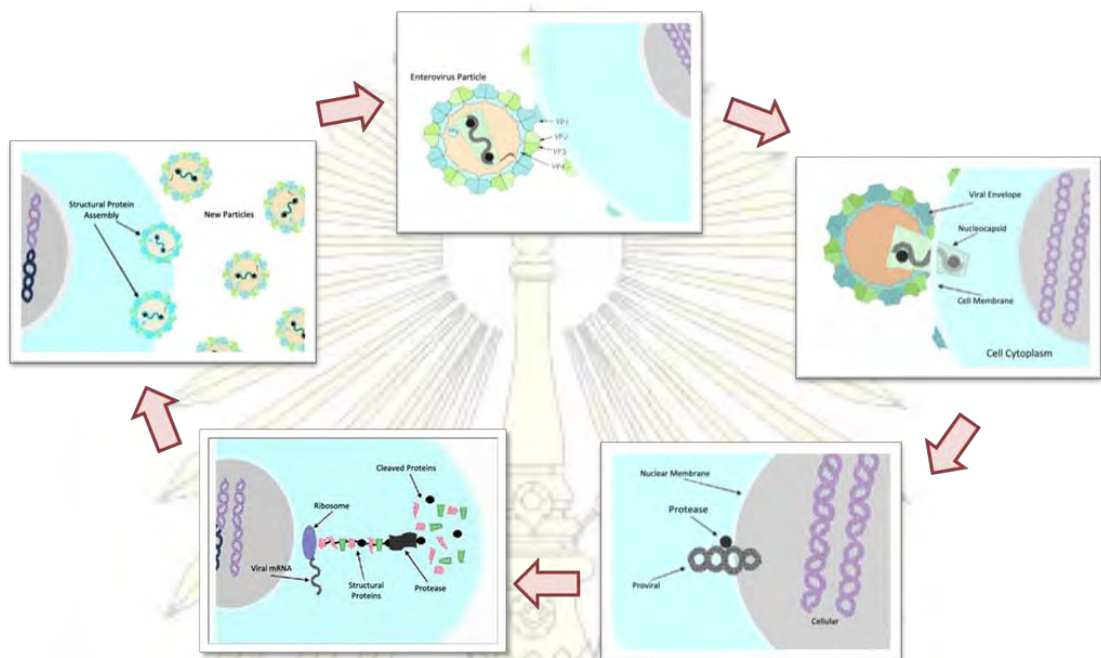 Enterovirus Particle
VP1
VP2
VP3
VP4
Viral Envelope
Nucleocapsid
Cell Membrane
Cell Cytoplasm
Nuclear Membrane
Protease
Proviral
Cellular
Cleaved Proteins
Ribosome
Viral mRNA
Structural
Proteins
Protease
Structural Protein
Assembly
New Particles